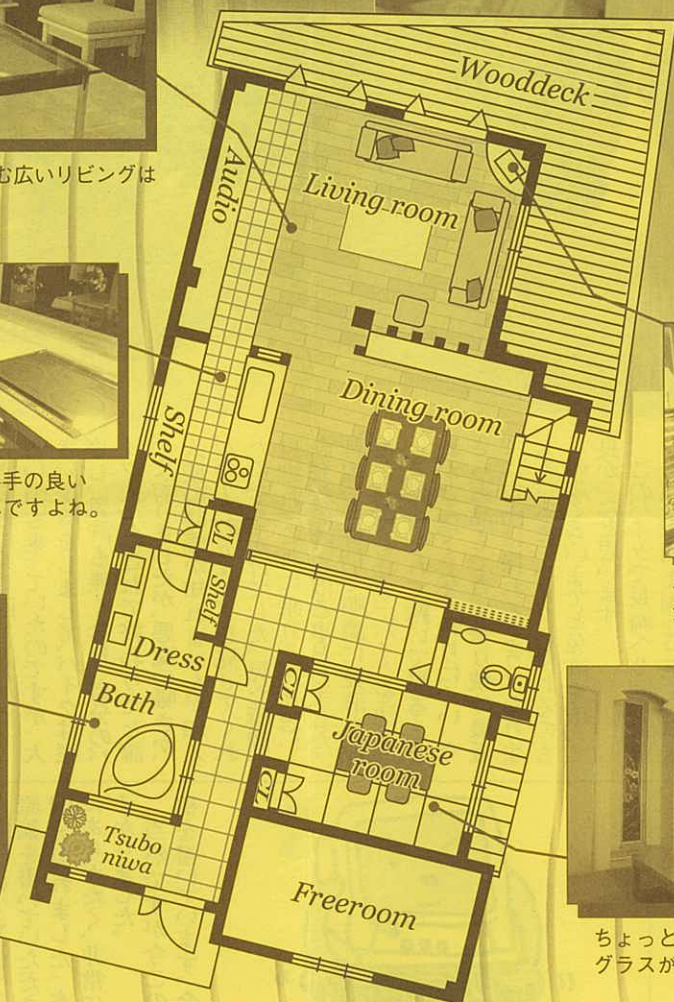 Wooddeck
む広いリビングは
Audio
Living room
Dining room
Shelf
手の良い
ですよね。
CL
Shelf
Dress
Bath
CL
Japanese
room
CL
Tsubo
niwa
Freeroom
ちょっと
グラスが